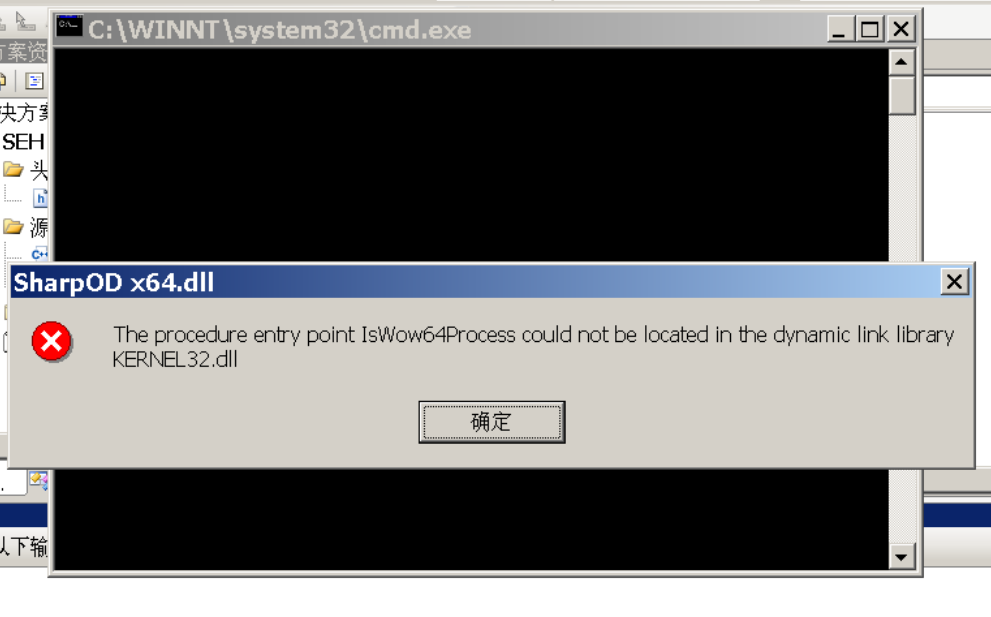 C:\WINNT\system32\cmd.exe
方案资
决方案
SEH
头
源
SharpOD x64.dll
The procedure entry point IsWow64Process could not be located in the dynamic link library
KERNEL32.dll
确定
以下输